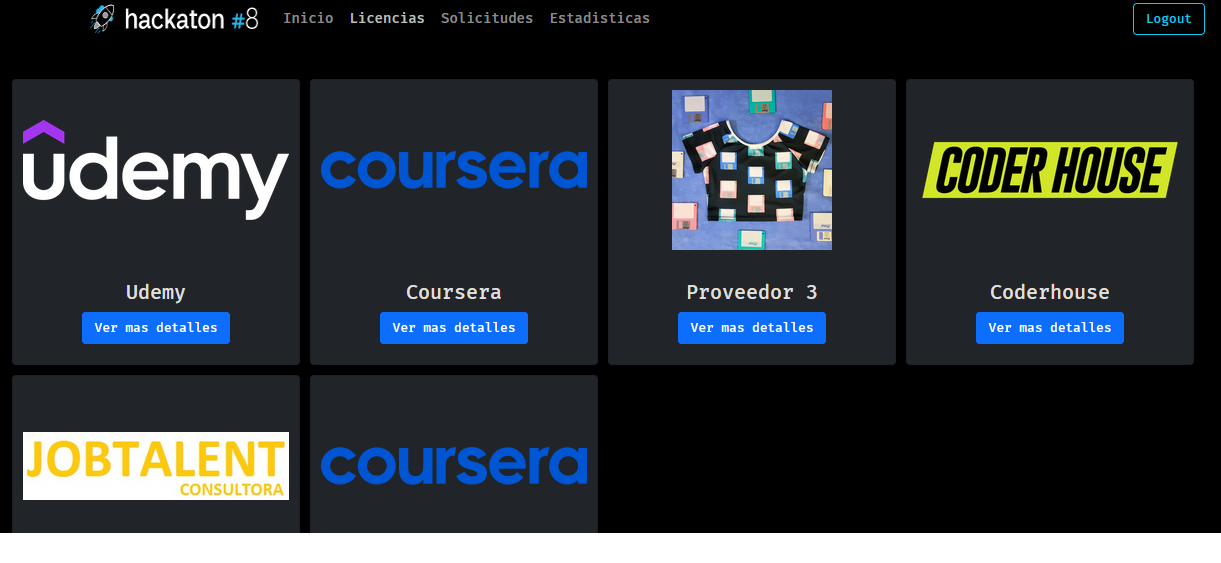 hackaton #8 Inicio Licencias Solicitudes Estadisticas Logout
udemy
coursera
CODER HOUSE
Udemy
Coursera
Proveedor 3
Coderhouse
Ver mas detalles
Ver mas detalles
Ver mas detalles
Ver mas detalles
JOBTALENT
CONSULTORA
coursera